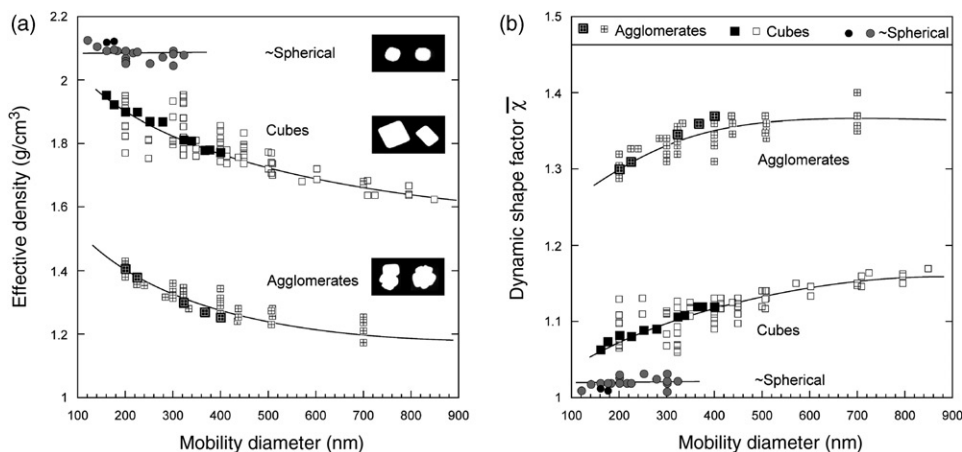 (a)
2.2
2.1
2
1.8
1.6
1.4
1.2
1
Effective density (g/cm³)
~Spherical
Cubes
Agglomerates
100 200 300 400 500 600 700 800 900
Mobility diameter (nm)
(b)
Agglomerates Cubes ~Spherical
1.5
1.4
1.3
1.2
1.1
1
Dynamic shape factor χ̅
Agglomerates
Cubes
~Spherical
100 200 300 400 500 600 700 800 900
Mobility diameter (nm)